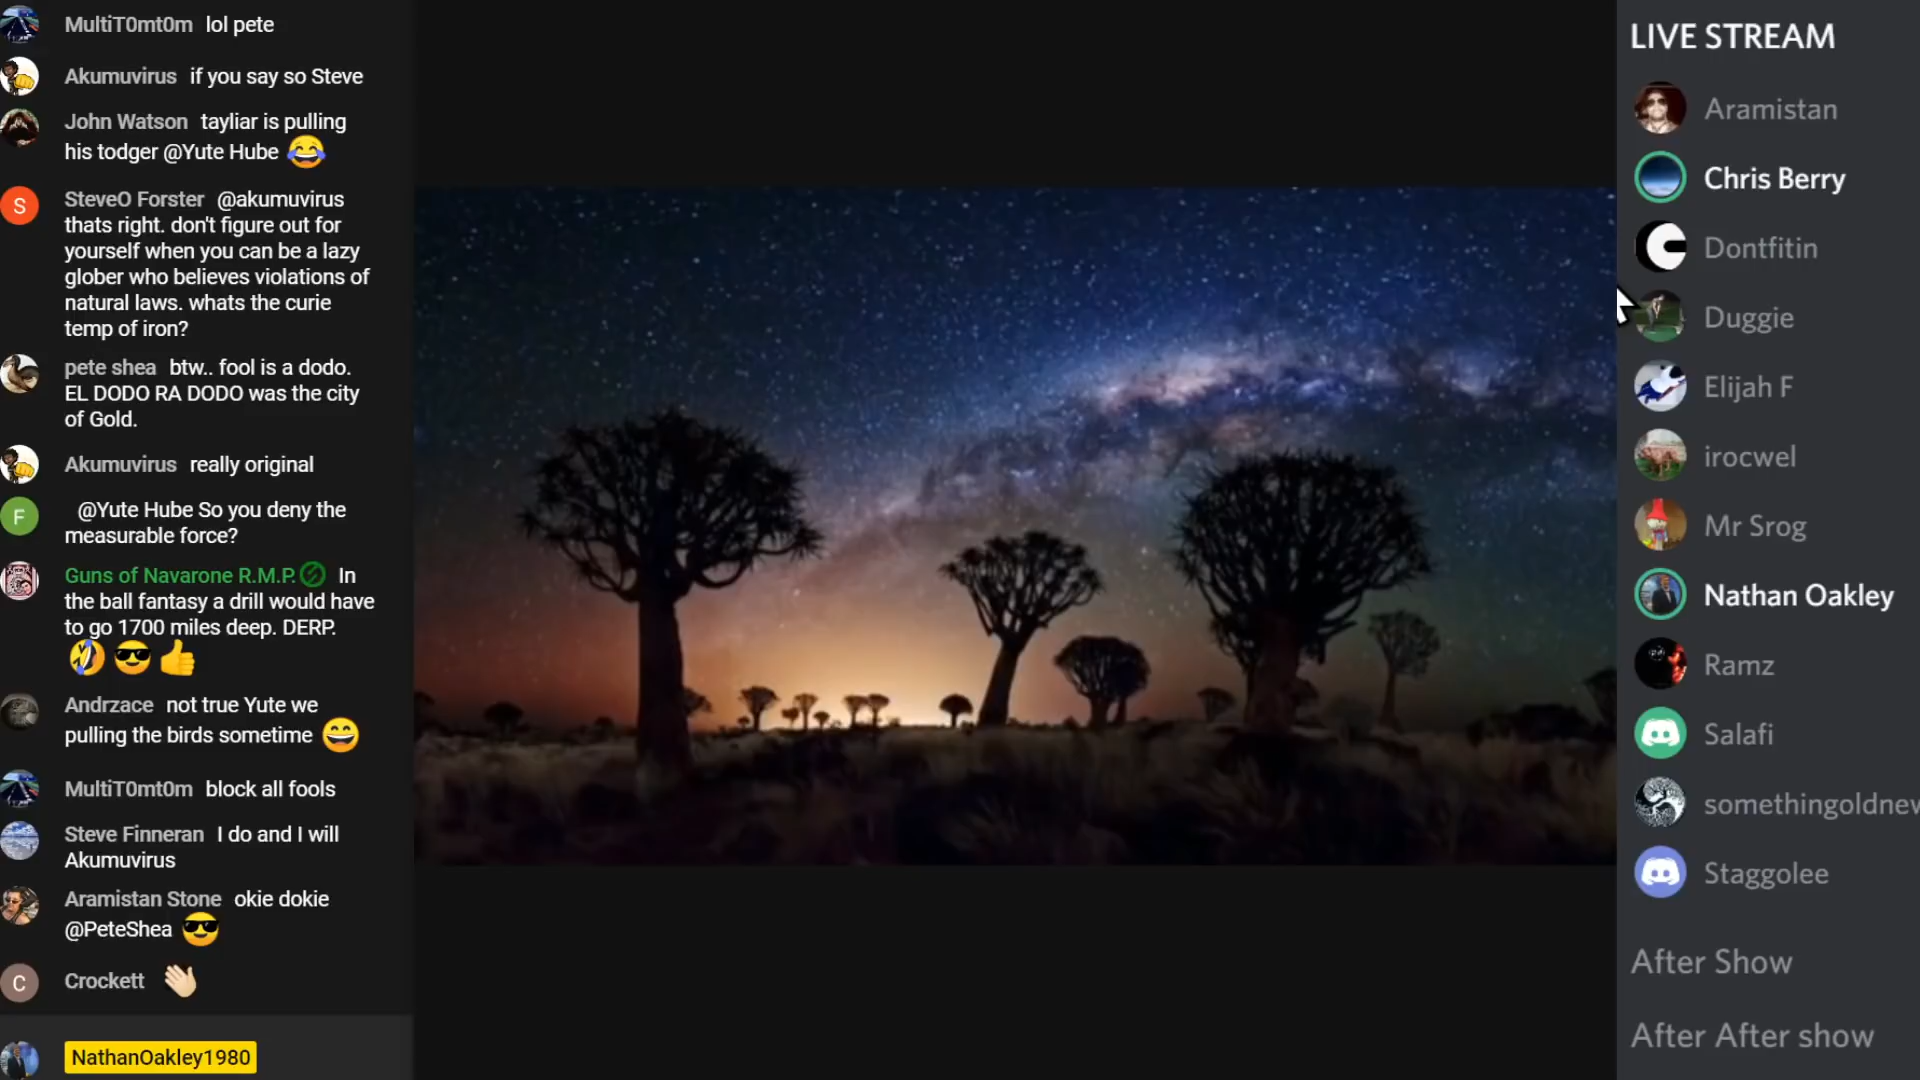 MultiT0mt0m lol pete
Akumuvirus if you say so Steve
John Watson tayliar is pulling
his todger @Yute Hube 😂
S
SteveO Forster @akumuvirus
thats right. don't figure out for
yourself when you can be a lazy
glober who believes violations of
natural laws. whats the curie
temp of iron?
pete shea btw.. fool is a dodo.
EL DODO RA DODO was the city
of Gold.
Akumuvirus really original
F
@Yute Hube So you deny the
measurable force?
Guns of Navarone R.M.P. In
the ball fantasy a drill would have
to go 1700 miles deep. DERP.
🤣 😎 👍
Andrzace not true Yute we
pulling the birds sometime 😄
MultiT0mt0m block all fools
Steve Finneran I do and I will
Akumuvirus
Aramistan Stone okie dokie
@PeteShea 😎
C
Crockett 👋🏻
NathanOakley1980
LIVE STREAM
Aramistan
Chris Berry
Dontfitin
Duggie
Elijah F
irocwel
Mr Srog
Nathan Oakley
Ramz
Salafi
somethingoldnew
Staggolee
After Show
After After show